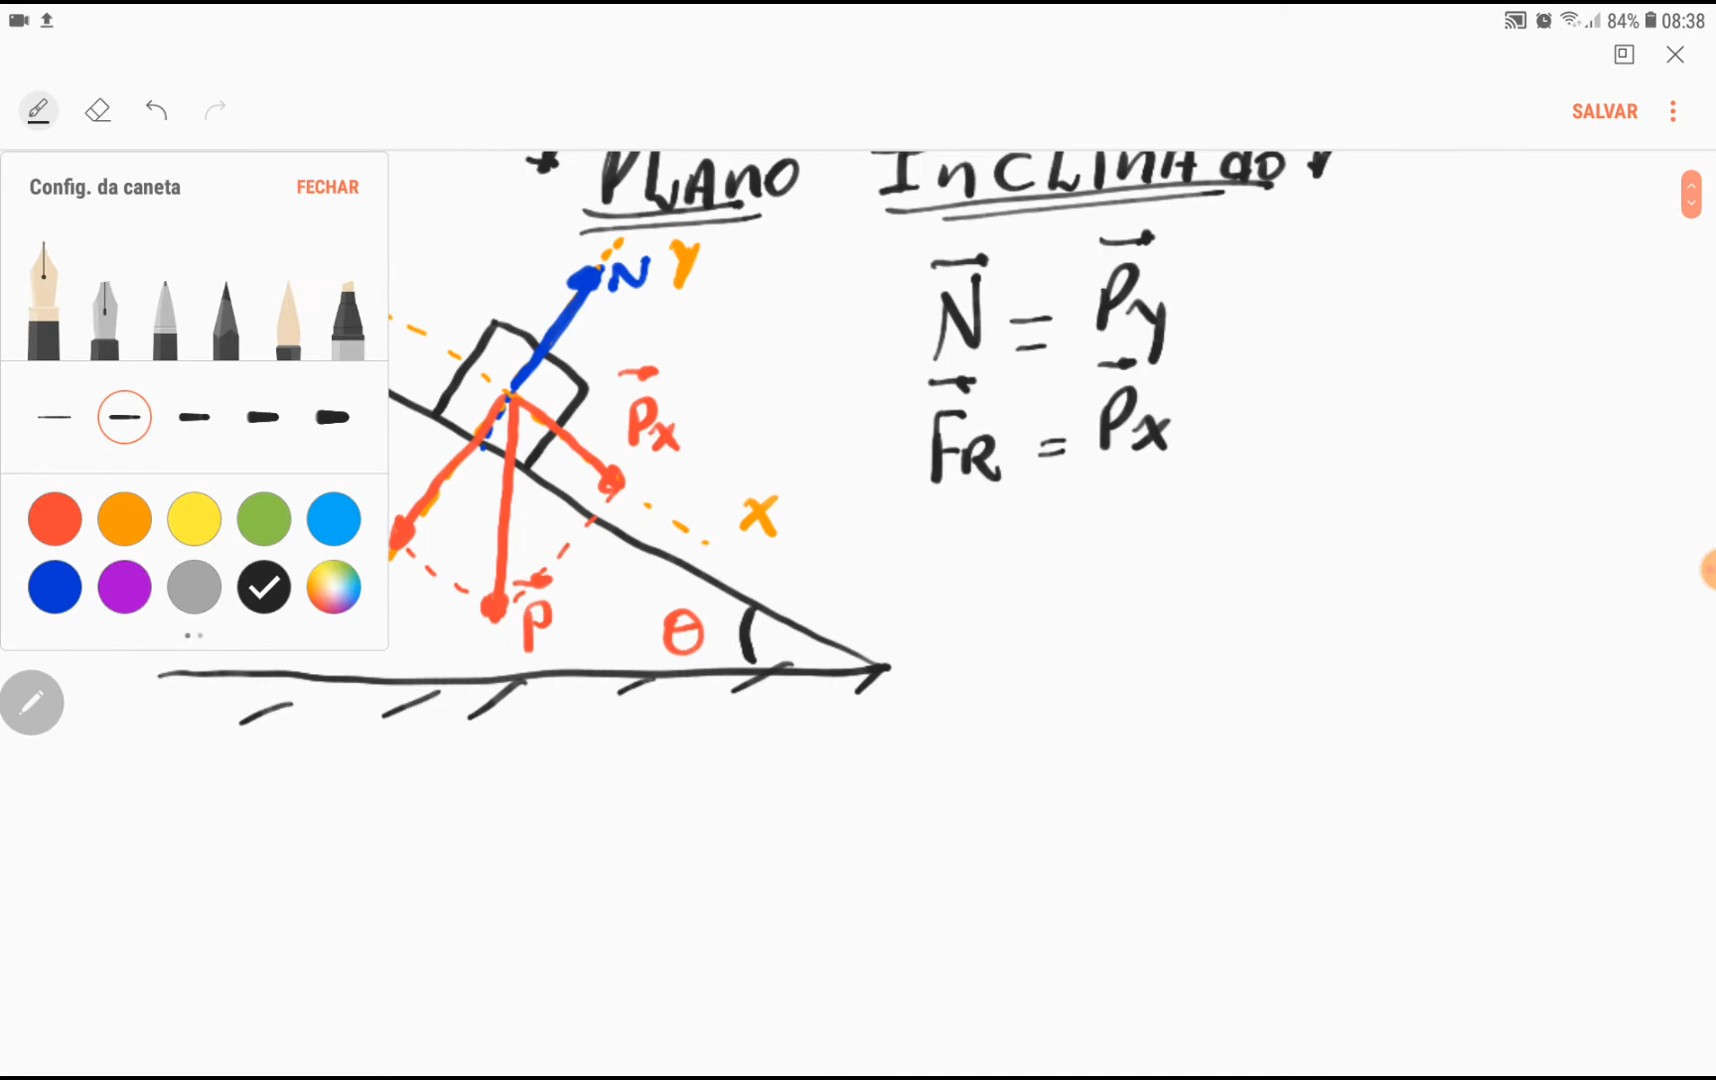 84% 08:38
SALVAR
Config. da caneta FECHAR
* PLANO INCLINADO
N Y
N = Py
Px
FR = Px
X
P
θ